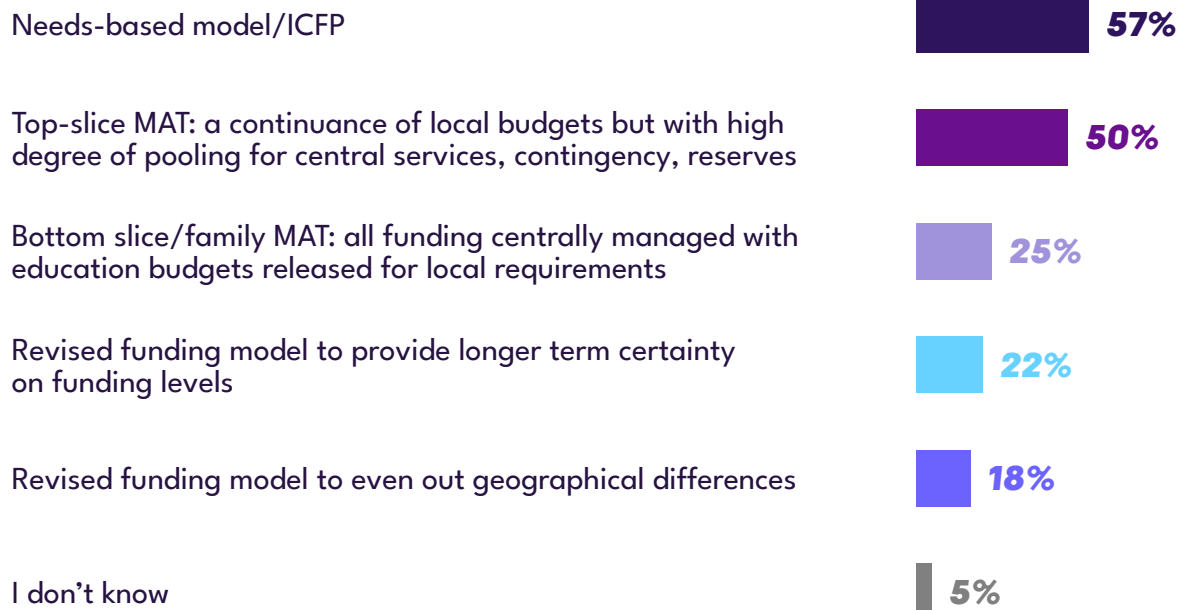 Needs-based model/ICFP
57%
Top-slice MAT: a continuance of local budgets but with high
degree of pooling for central services, contingency, reserves
50%
Bottom slice/family MAT: all funding centrally managed with
education budgets released for local requirements
25%
Revised funding model to provide longer term certainty
on funding levels
22%
Revised funding model to even out geographical differences
18%
I don’t know
5%